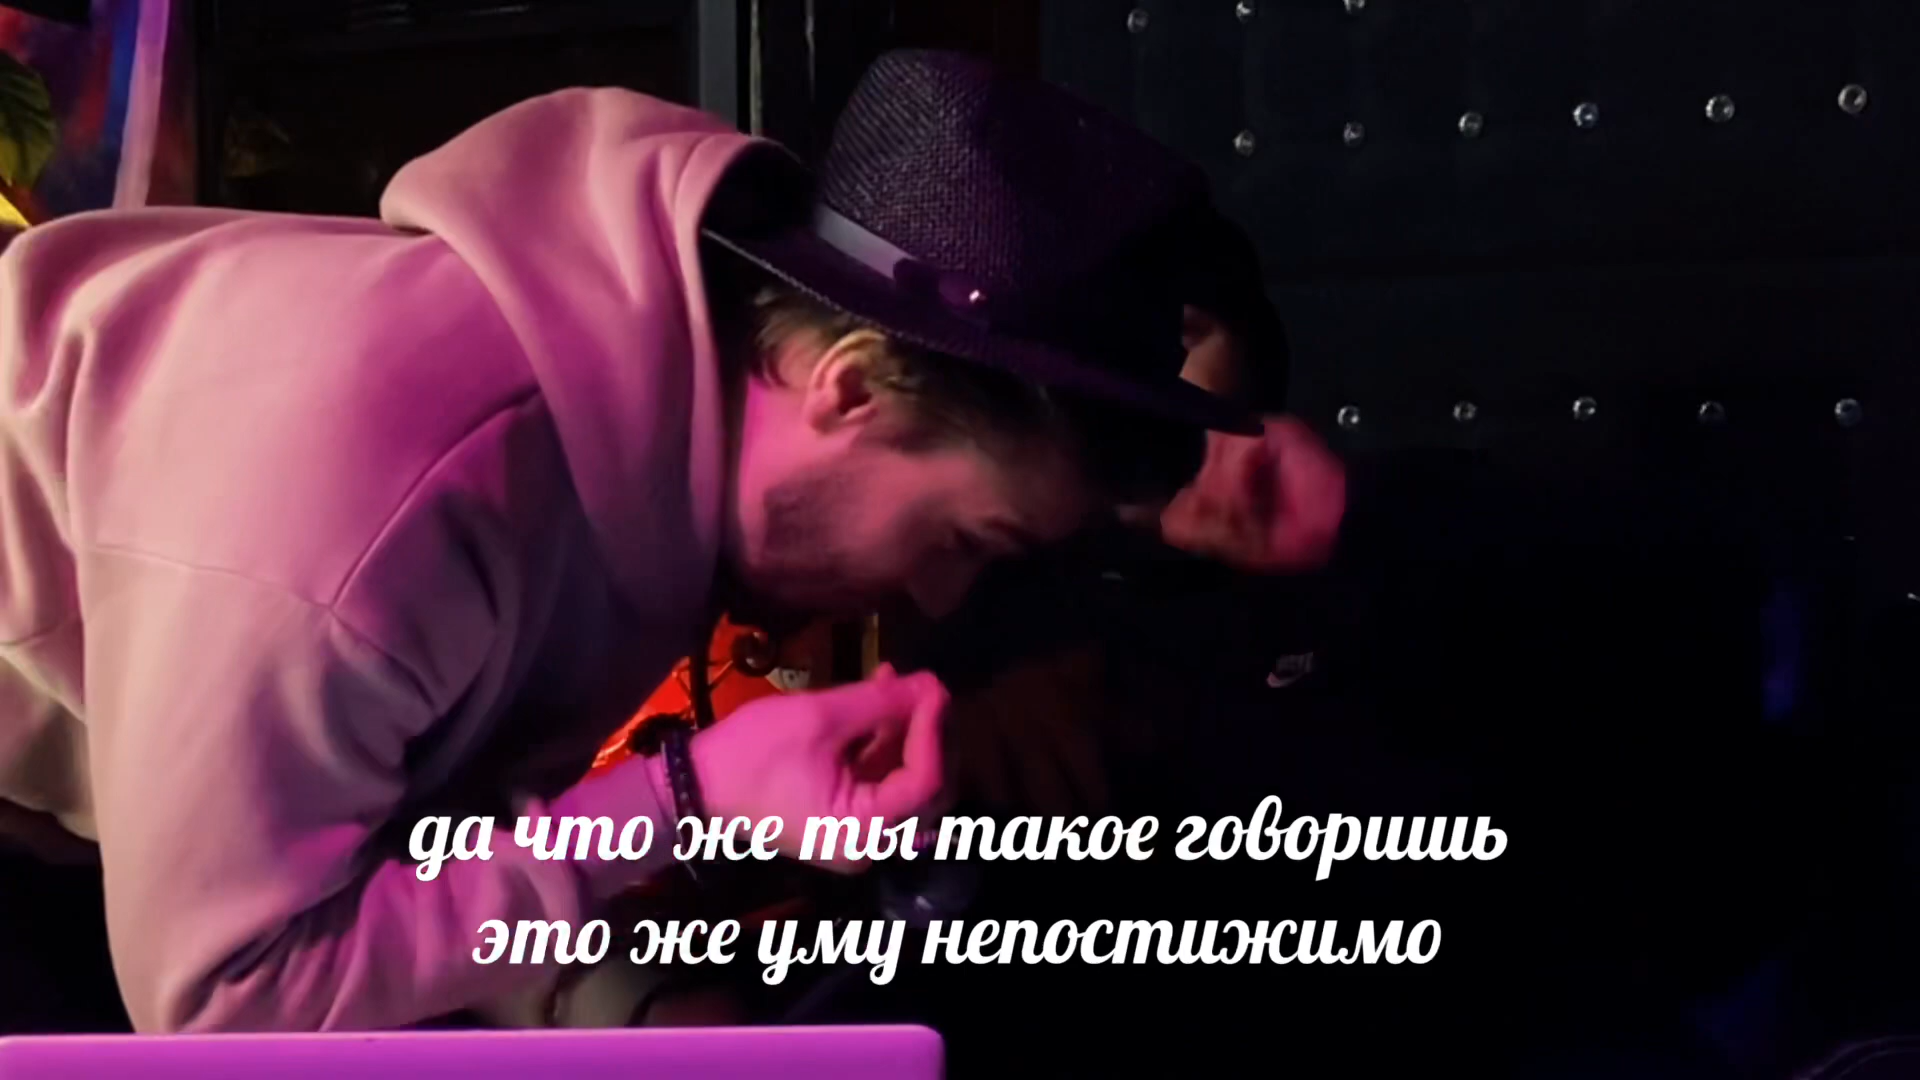 да что же ты такое говоришь
это же уму непостижимо